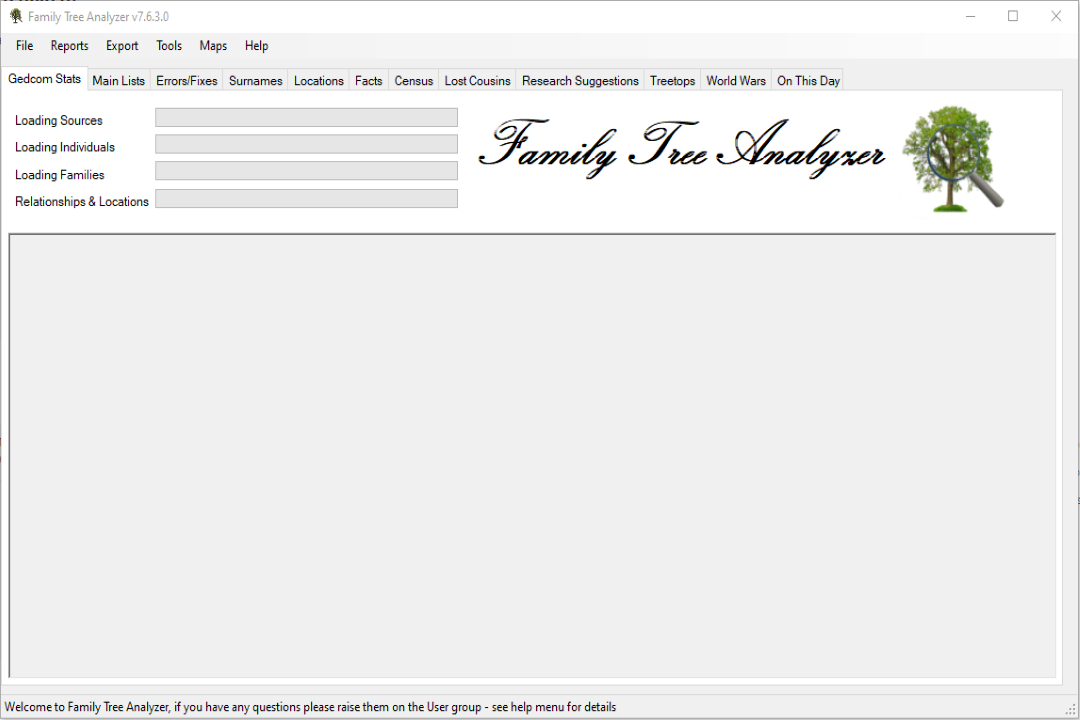 Family Tree Analyzer v7.6.3.0
File Reports Export Tools Maps Help
Gedcom Stats Main Lists Errors/Fixes Surnames Locations Facts Census Lost Cousins Research Suggestions Treetops World Wars On This Day
Loading Sources
Loading Individuals
Loading Families
Relationships & Locations
Family Tree Analyzer
Welcome to Family Tree Analyzer, if you have any questions please raise them on the User group - see help menu for details